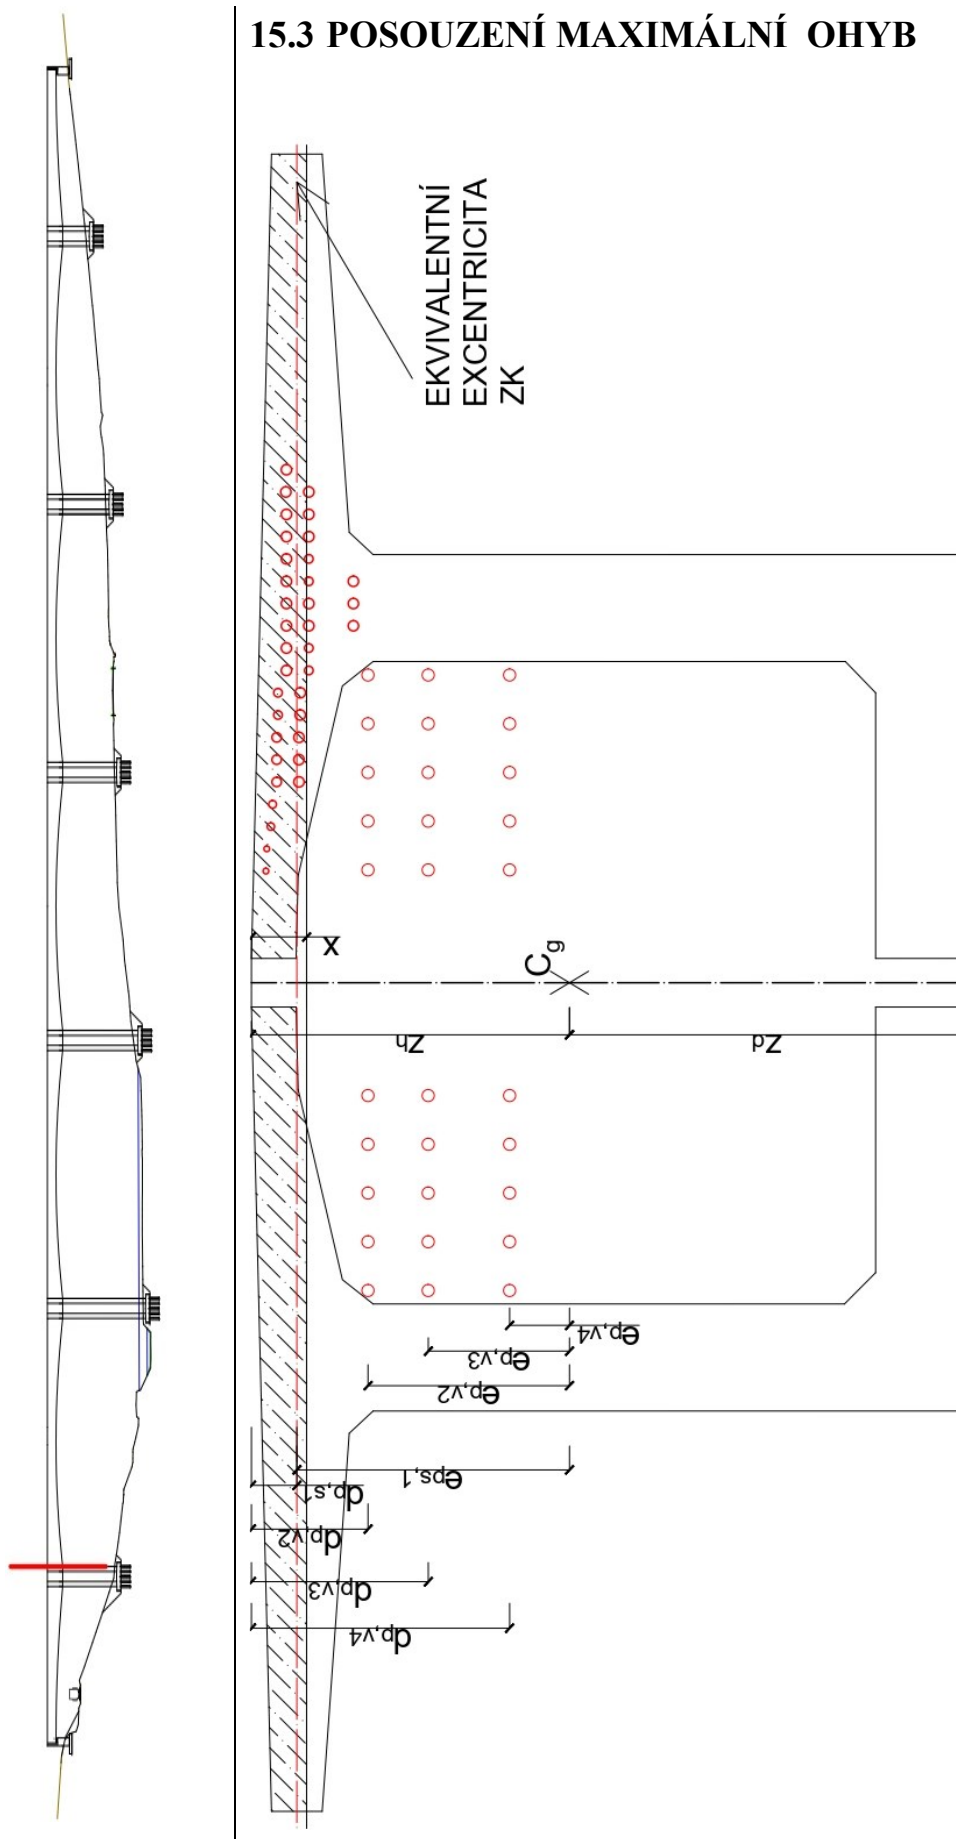 15.3 POSOUZENÍ MAXIMÁLNÍ OHYB
EKVIVALENTNÍ
EXCENTRICITA
ZK
x
Cg
zh
zd
ep,v4
ep,v3
ep,v2
eps,1
dp,s1
dp,v2
dp,v3
dp,v4